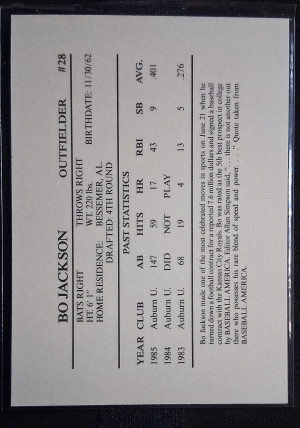 BO JACKSON OUTFIELDER #28
BATS RIGHT THROWS RIGHT
HT. 6' 1" WT. 220 lbs. BIRTHDATE: 11/30/62
HOME RESIDENCE: BESSEMER, AL
DRAFTED: 4TH ROUND
PAST STATISTICS
YEAR CLUB AB HITS HR RBI SB AVG.
1985 Auburn U. 147 59 17 43 9 .401
1984 Auburn U. DID NOT PLAY
1983 Auburn U. 68 19 4 13 5 .276
Bo Jackson made one of the most celebrated moves in sports on June 21 when he
turned down a football contract for a reported 7.6 million dollars and signed a baseball
contract with the Kansas City Royals. Bo was rated as the 5th best prospect in college
by BASEBALL AMERICA. Editor Allan Simpson said," . . . there is not another out
there who possesses his rare blend of speed and power. . . ." Quote taken from
BASEBALL AMERICA.